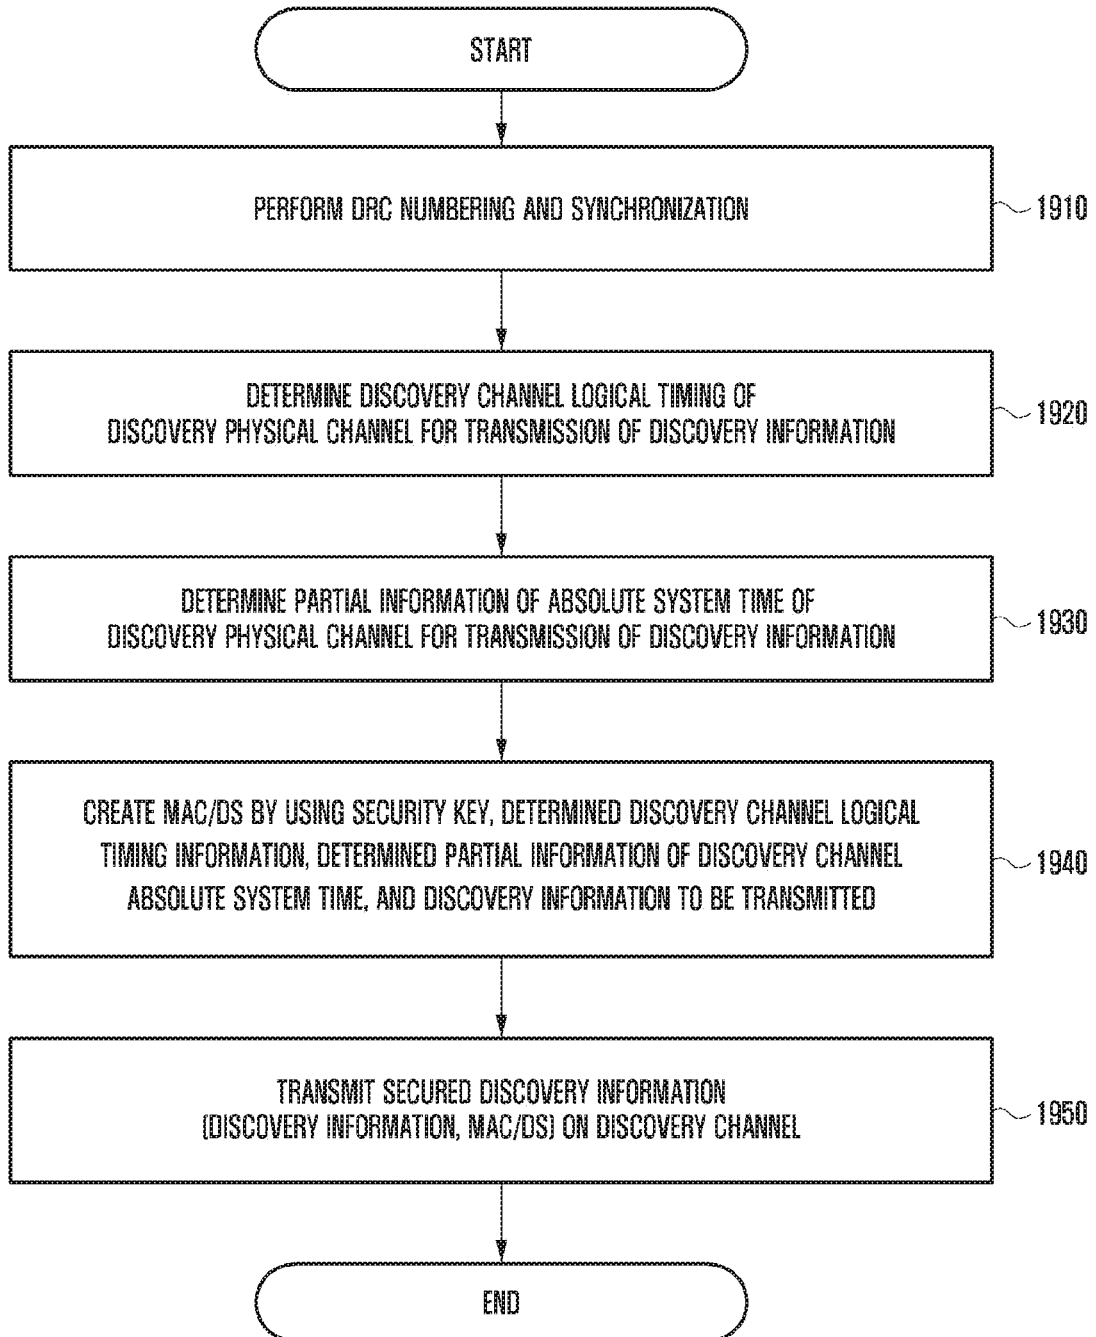 START
PERFORM DRC NUMBERING AND SYNCHRONIZATION
1910
DETERMINE DISCOVERY CHANNEL LOGICAL TIMING OF
DISCOVERY PHYSICAL CHANNEL FOR TRANSMISSION OF DISCOVERY INFORMATION
1920
DETERMINE PARTIAL INFORMATION OF ABSOLUTE SYSTEM TIME OF
DISCOVERY PHYSICAL CHANNEL FOR TRANSMISSION OF DISCOVERY INFORMATION
1930
CREATE MAC/DS BY USING SECURITY KEY, DETERMINED DISCOVERY CHANNEL LOGICAL
TIMING INFORMATION, DETERMINED PARTIAL INFORMATION OF DISCOVERY CHANNEL
ABSOLUTE SYSTEM TIME, AND DISCOVERY INFORMATION TO BE TRANSMITTED
1940
TRANSMIT SECURED DISCOVERY INFORMATION
(DISCOVERY INFORMATION, MAC/DS) ON DISCOVERY CHANNEL
1950
END